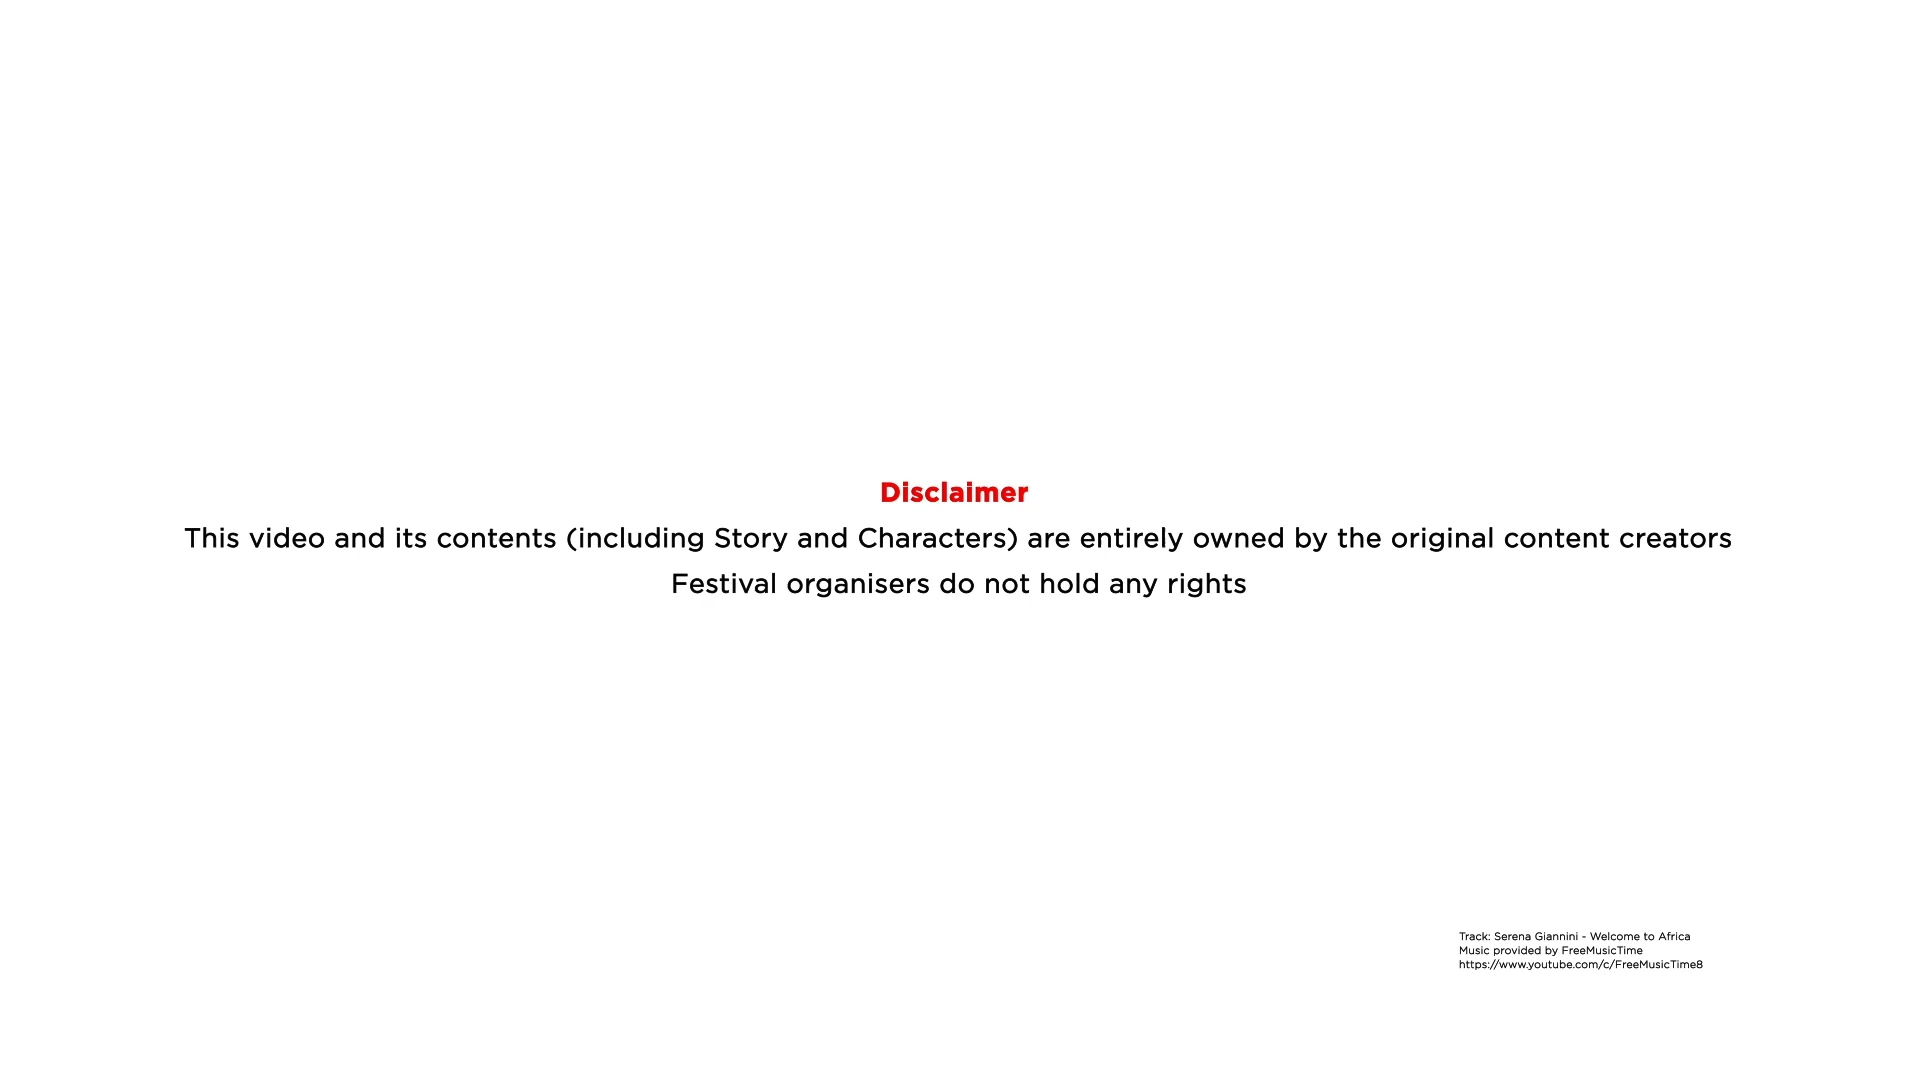 Disclaimer
This video and its contents (including Story and Characters) are entirely owned by the original content creators
Festival organisers do not hold any rights
Track: Serena Giannini - Welcome to Africa
Music provided by FreeMusicTime
https://www.youtube.com/c/FreeMusicTime8